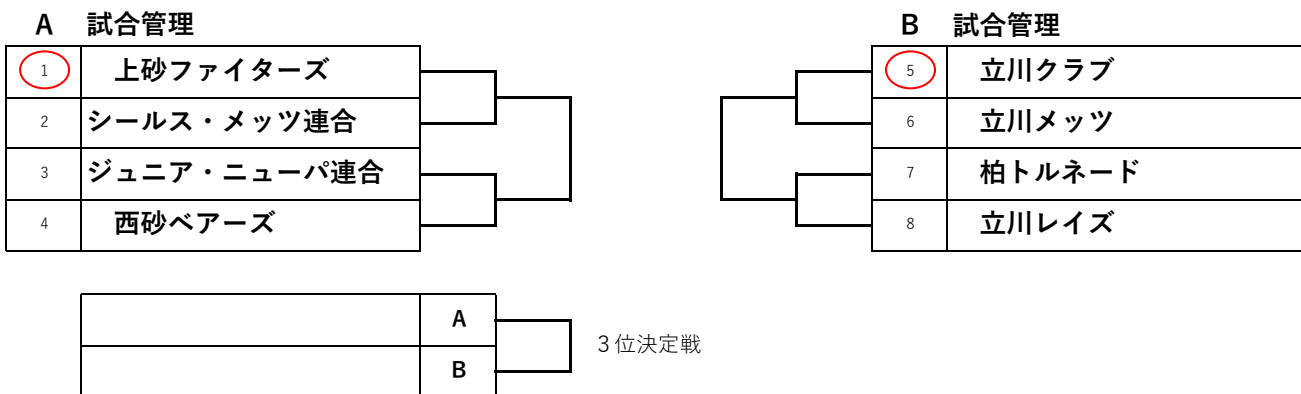 A 試合管理
1 上砂ファイターズ
2 シールス・メッツ連合
3 ジュニア・ニューパ連合
4 西砂ベアーズ
B 試合管理
5 立川クラブ
6 立川メッツ
7 柏トルネード
8 立川レイズ
A
B
3位決定戦